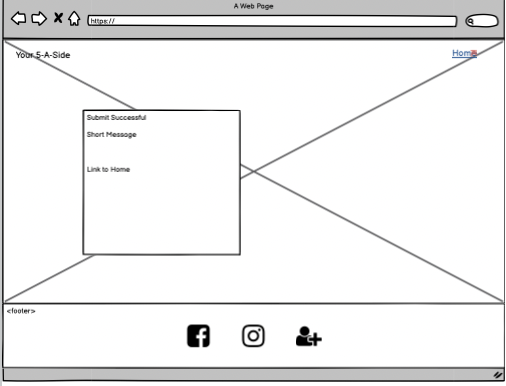 A Web Page
https://
Your 5-A-Side
Home
Submit Successful
Short Message
Link to Home
<footer>